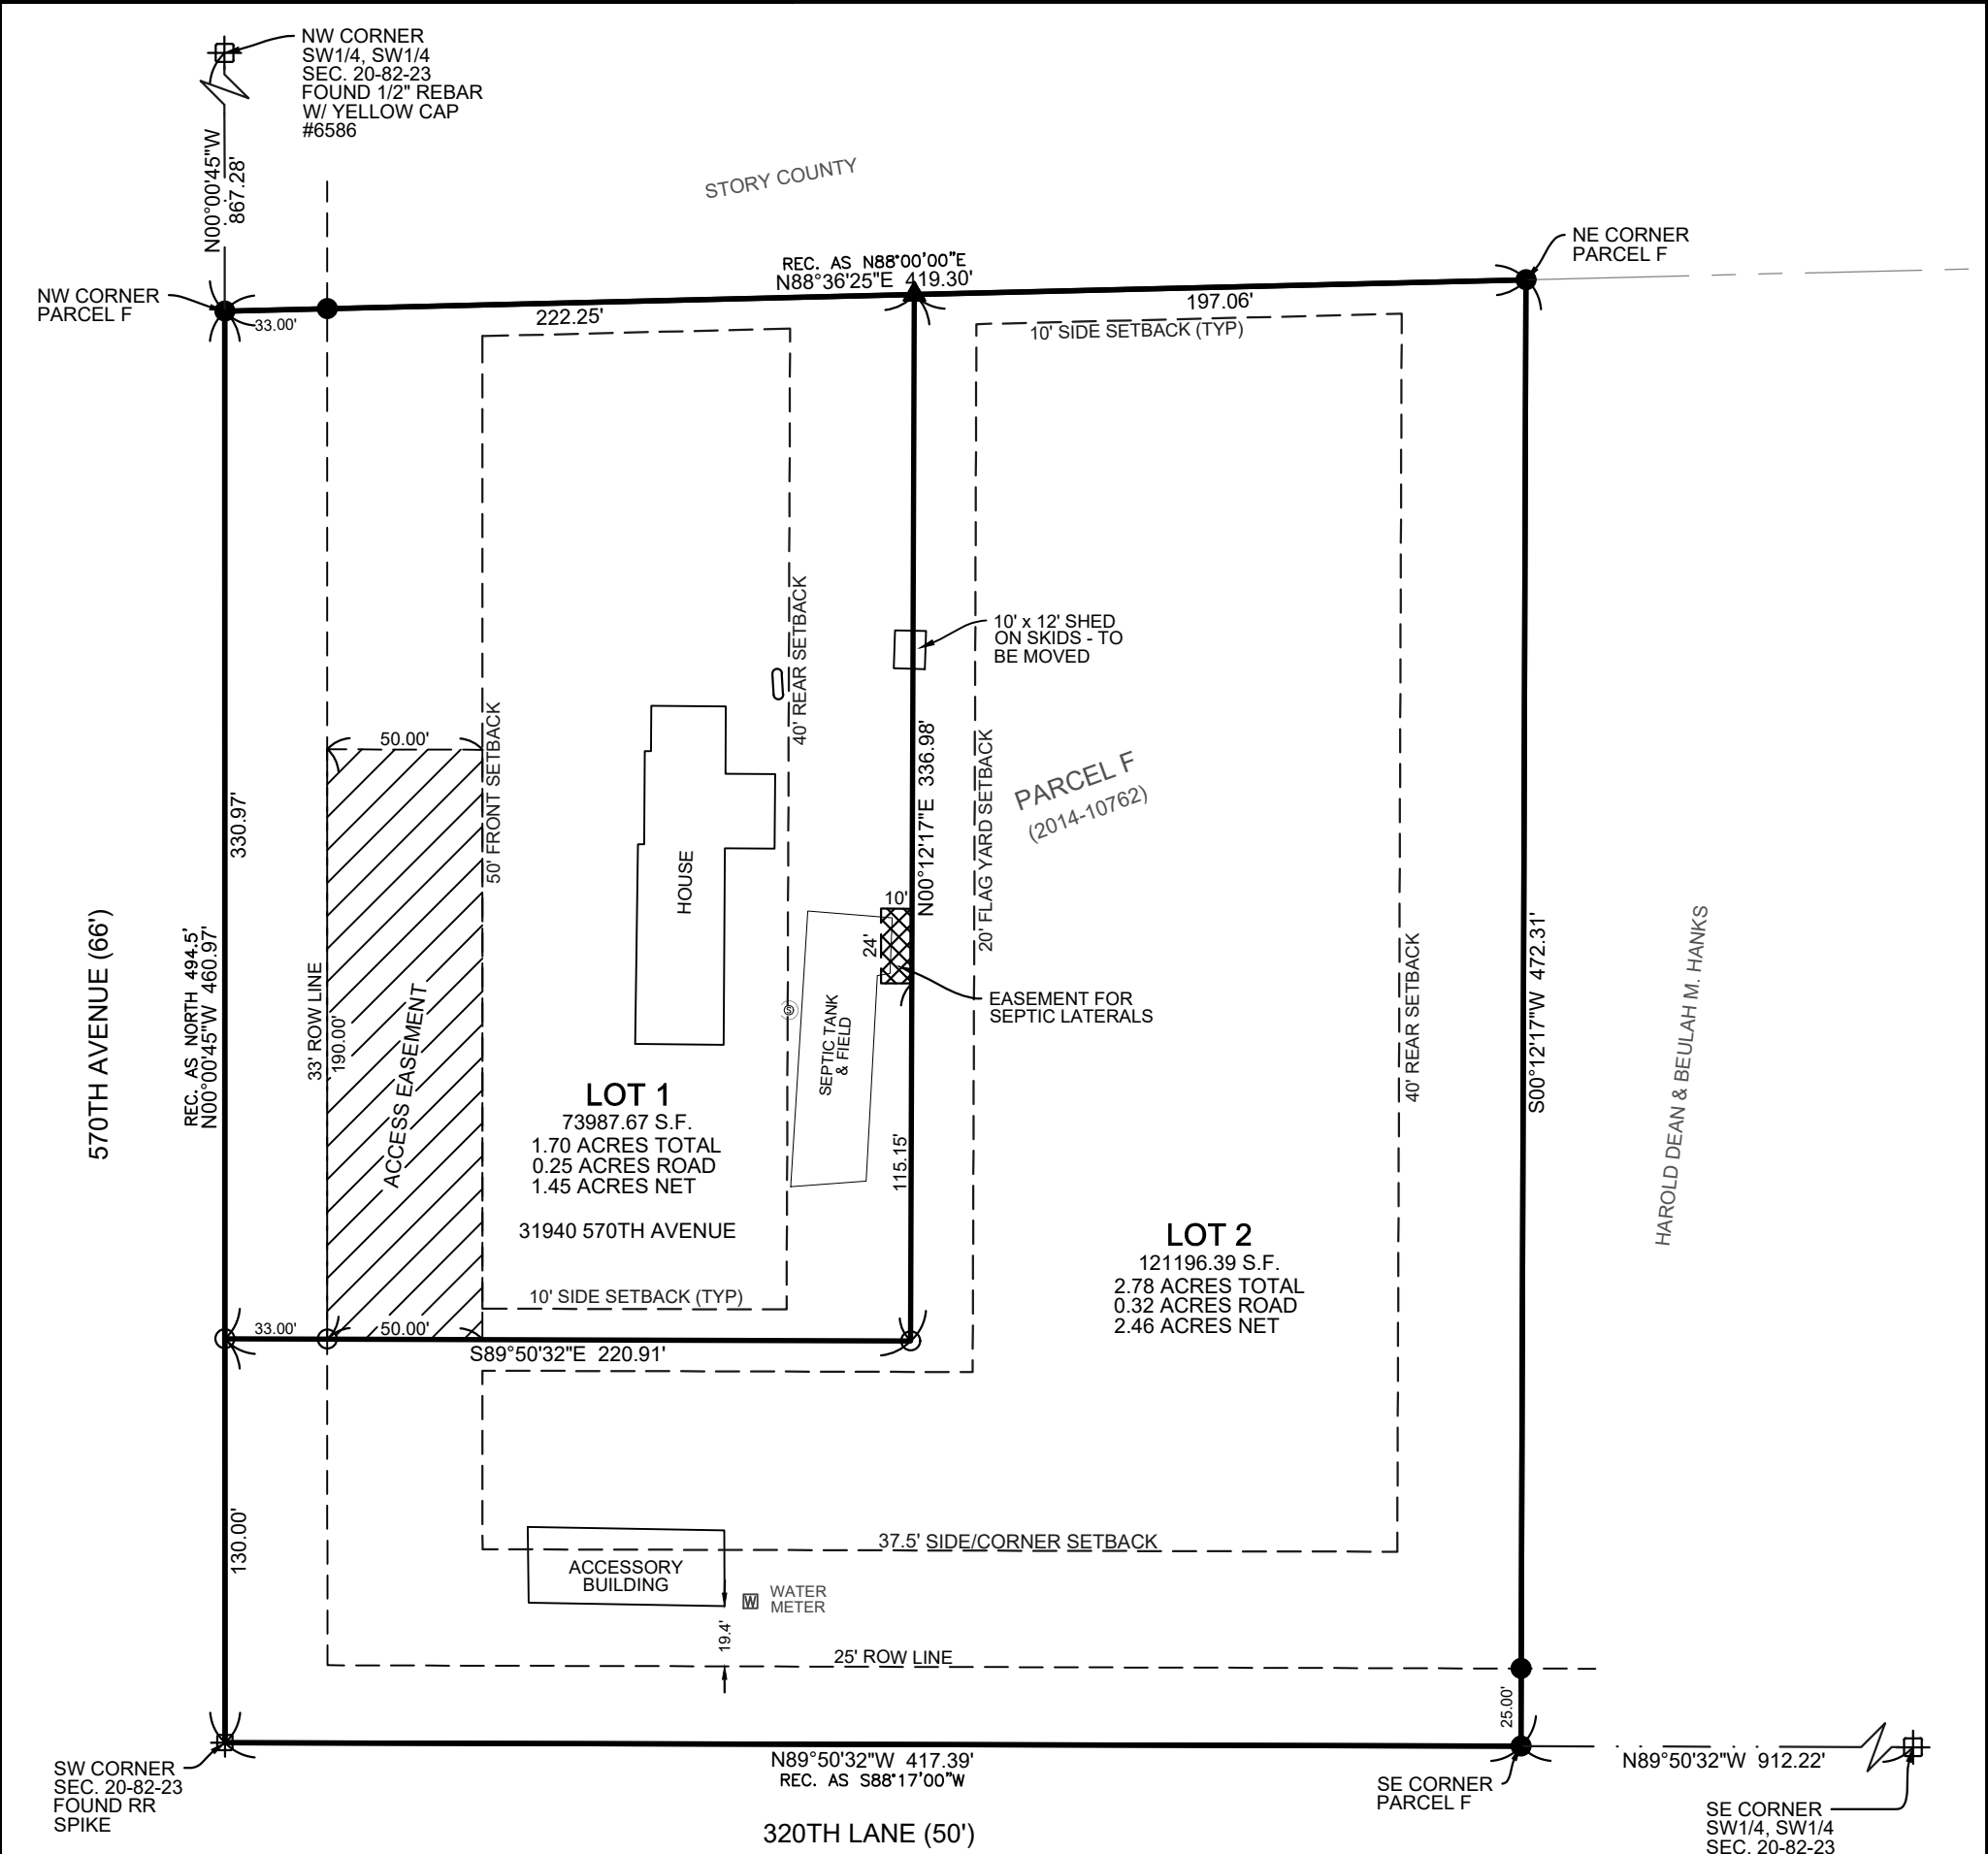 NW CORNER
SW1/4, SW1/4
SEC. 20-82-23
FOUND 1/2" REBAR
W/ YELLOW CAP
#6586
N00°00'45"W
867.28'
STORY COUNTY
NE CORNER
PARCEL F
REC. AS N88°00'00"E
N88°36'25"E 419.30'
NW CORNER
PARCEL F
33.00'
222.25'
197.06'
10' SIDE SETBACK (TYP)
40' REAR SETBACK
10' x 12' SHED
ON SKIDS - TO
BE MOVED
50.00'
50' FRONT SETBACK
N00°12'17"E 336.98'
20' FLAG YARD SETBACK
PARCEL F
(2014-10762)
330.97'
HOUSE
10'
24'
570TH AVENUE (66')
REC. AS NORTH 494.5'
N00°00'45"W 460.97'
33' ROW LINE
190.00'
ACCESS EASEMENT
S
SEPTIC TANK
& FIELD
EASEMENT FOR
SEPTIC LATERALS
40' REAR SETBACK
S00°12'17"W 472.31'
HAROLD DEAN & BEULAH M. HANKS
LOT 1
73987.67 S.F.
1.70 ACRES TOTAL
0.25 ACRES ROAD
1.45 ACRES NET
31940 570TH AVENUE
115.15'
LOT 2
121196.39 S.F.
2.78 ACRES TOTAL
0.32 ACRES ROAD
2.46 ACRES NET
10' SIDE SETBACK (TYP)
33.00'
50.00'
S89°50'32"E 220.91'
130.00'
37.5' SIDE/CORNER SETBACK
ACCESSORY
BUILDING
W
WATER
METER
19.4'
25' ROW LINE
25.00'
SW CORNER
SEC. 20-82-23
FOUND RR
SPIKE
N89°50'32"W 417.39'
REC. AS S88°17'00"W
SE CORNER
PARCEL F
N89°50'32"W 912.22'
SE CORNER
SW1/4, SW1/4
SEC. 20-82-23
320TH LANE (50')